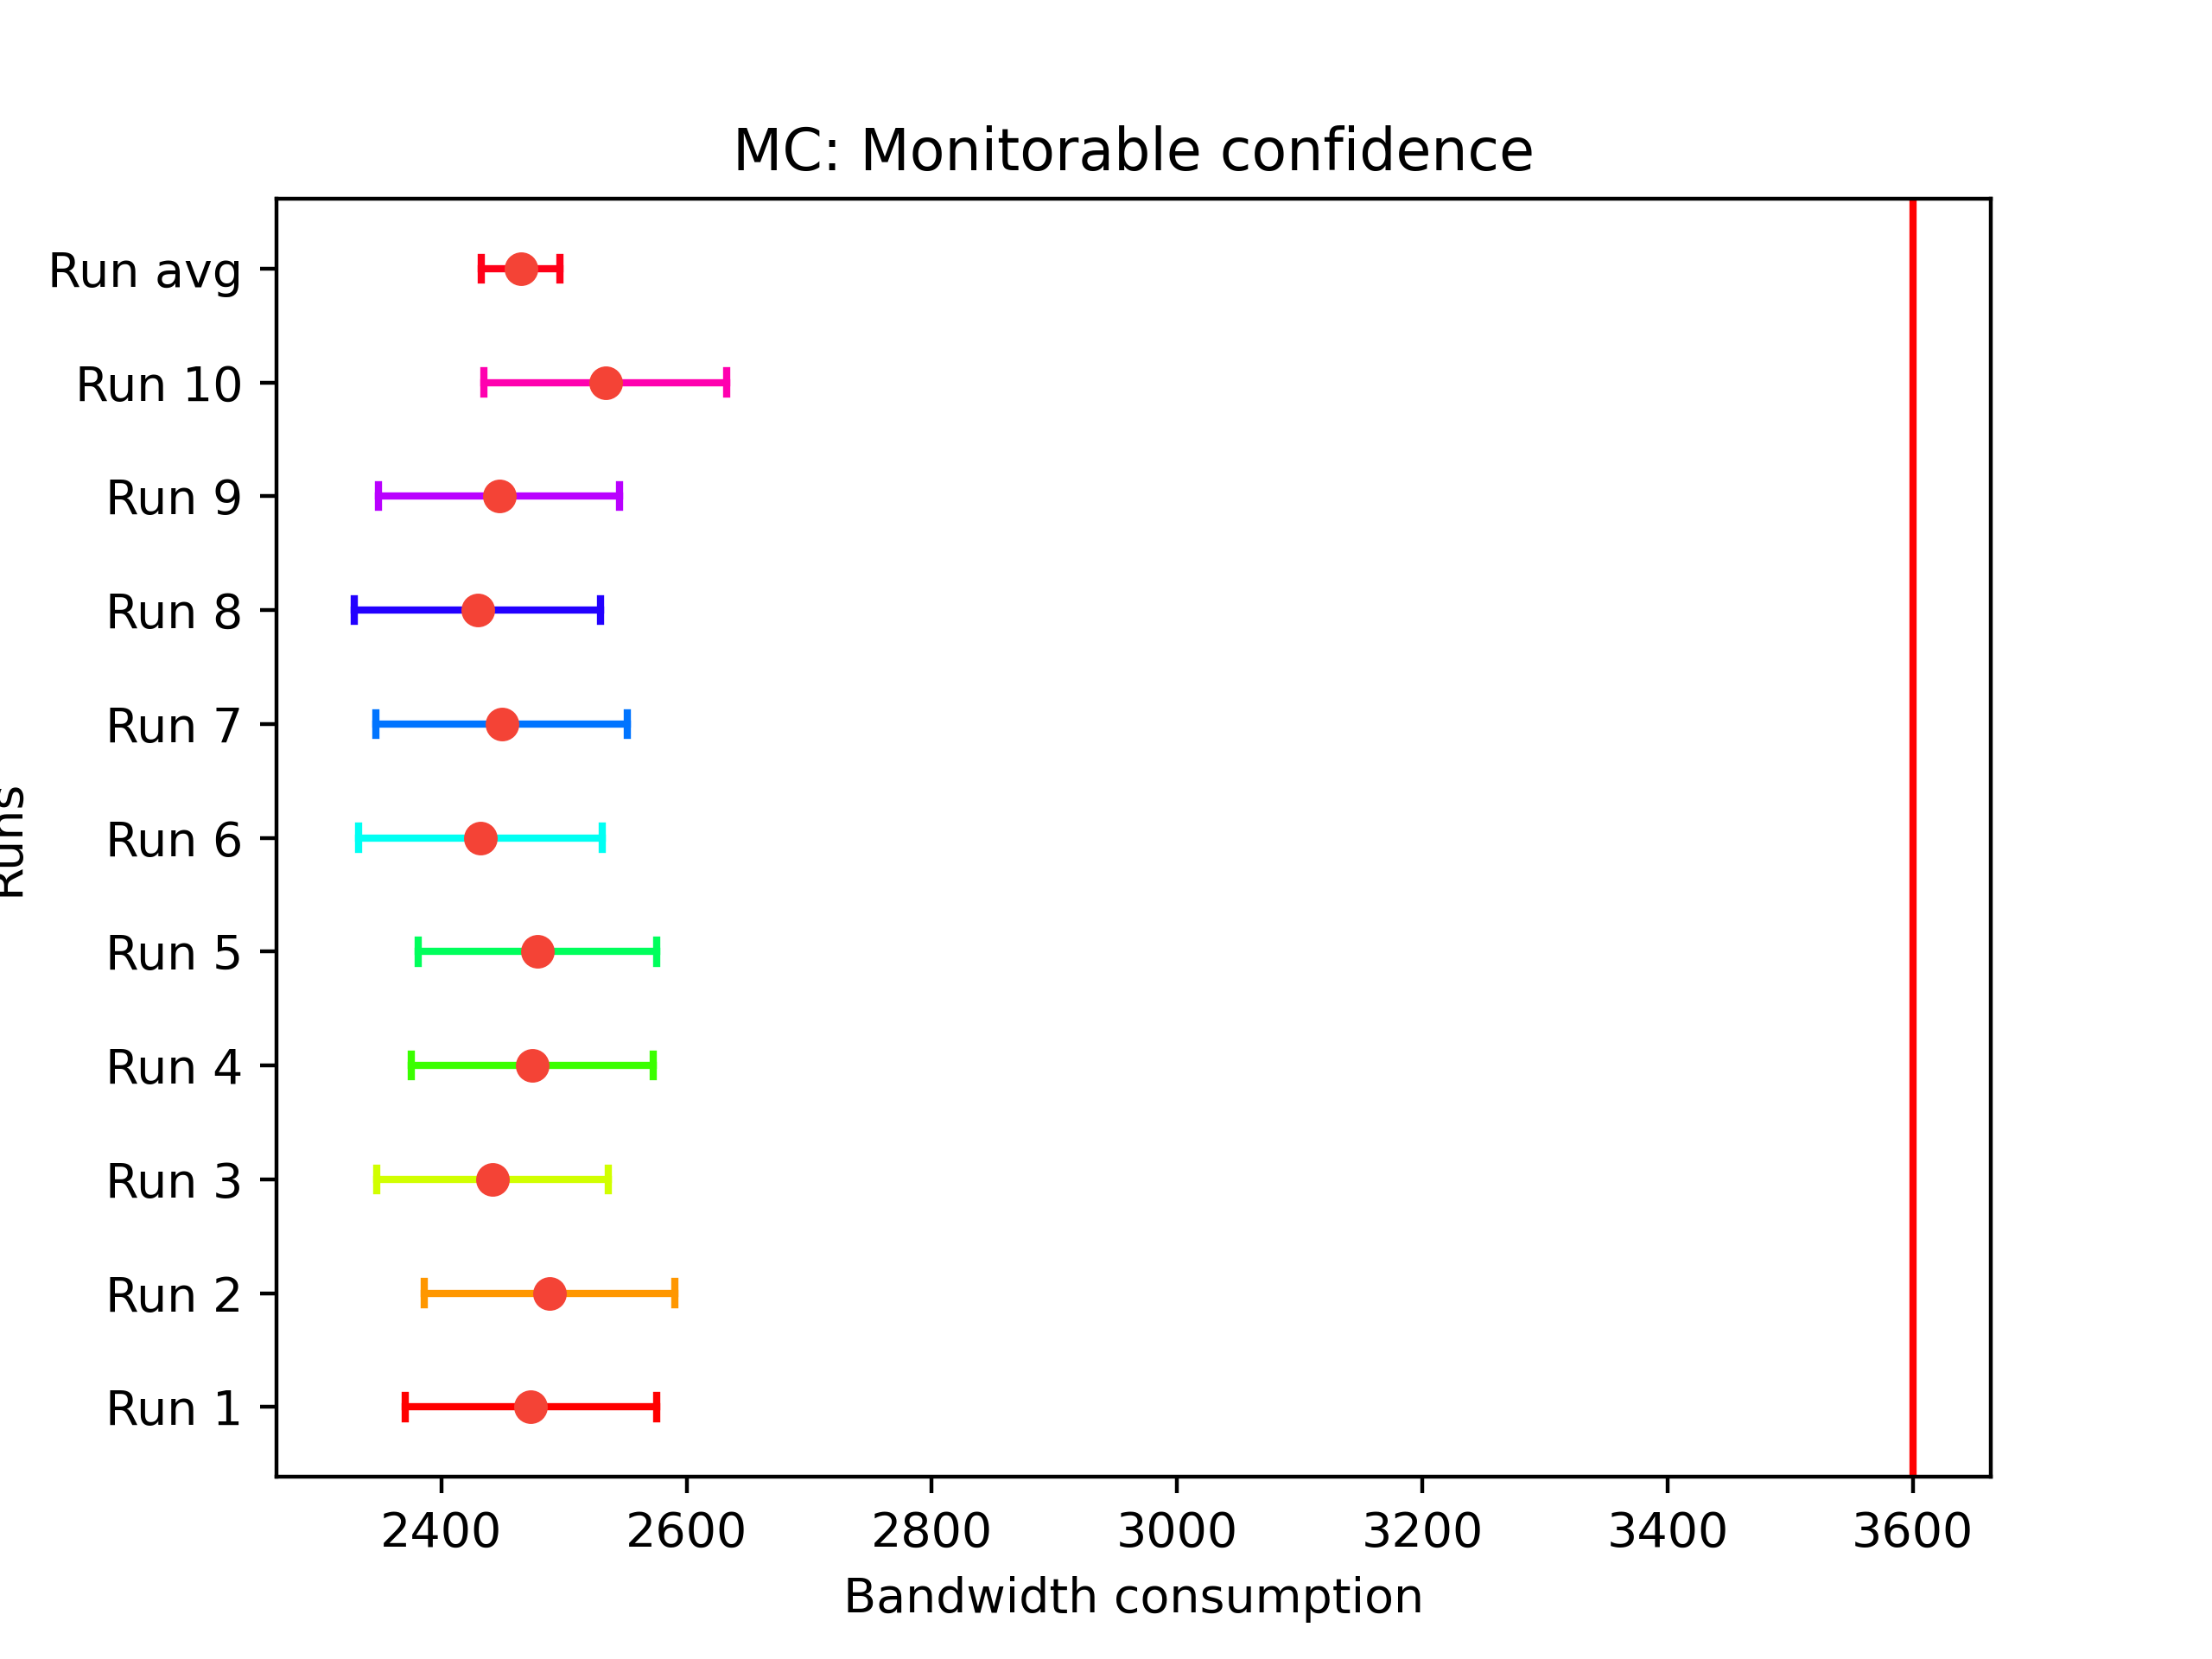 MC: Monitorable confidence
Run avg
Run 10
Run 9
Run 8
Run 7
Run 6
Run 5
Run 4
Run 3
Run 2
Run 1
Runs
2400 2600 2800 3000 3200 3400 3600
Bandwidth consumption